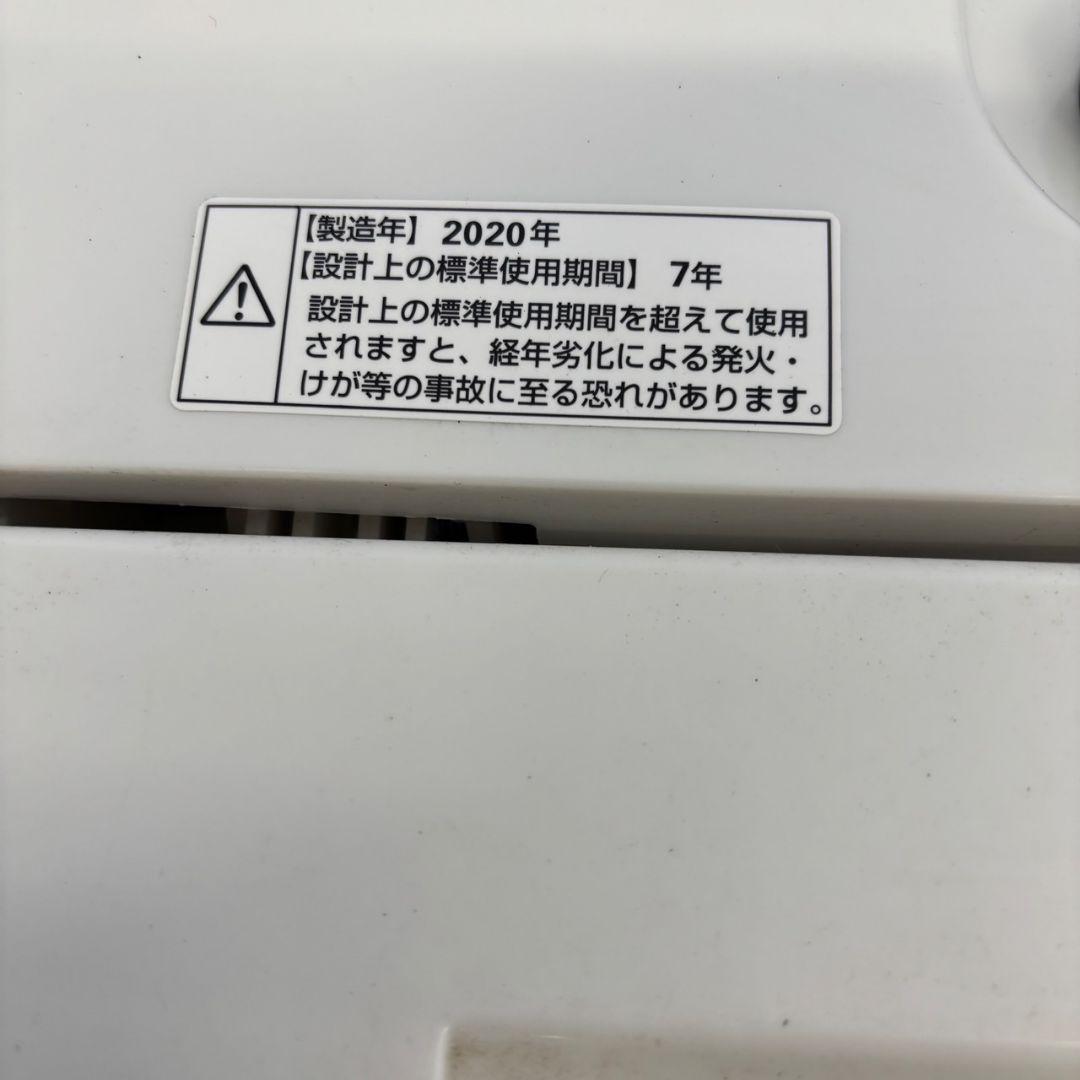 【製造年】 2020年
【設計上の標準使用期間】 7年
設計上の標準使用期間を超えて使用
されますと、経年劣化による発火・
けが等の事故に至る恐れがあります。